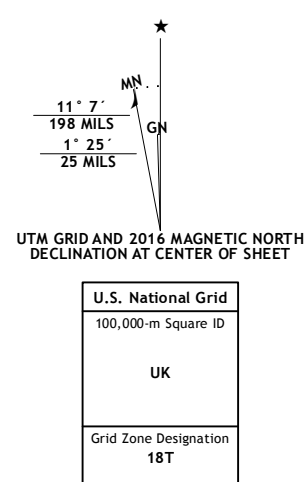 ★
MN
GN
11° 7´
198 MILS
1° 25´
25 MILS
UTM GRID AND 2016 MAGNETIC NORTH
DECLINATION AT CENTER OF SHEET
U.S. National Grid
100,000-m Square ID
UK
Grid Zone Designation
18T